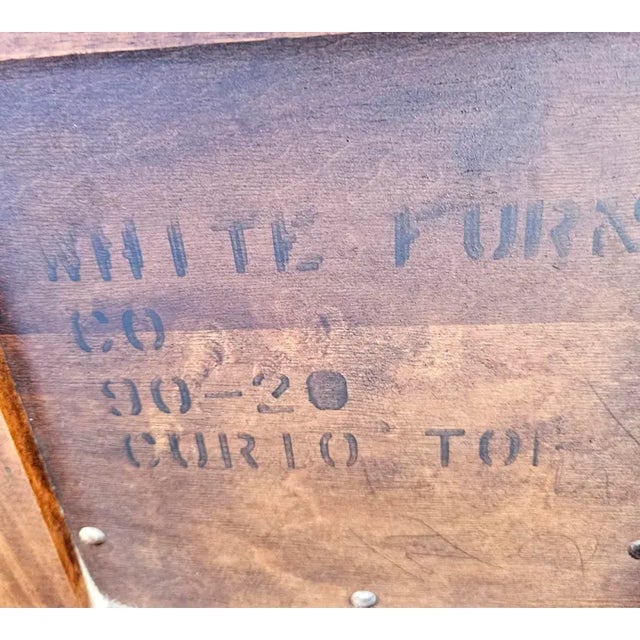 WHITE FURN
CO
90-20
CURIO TOP